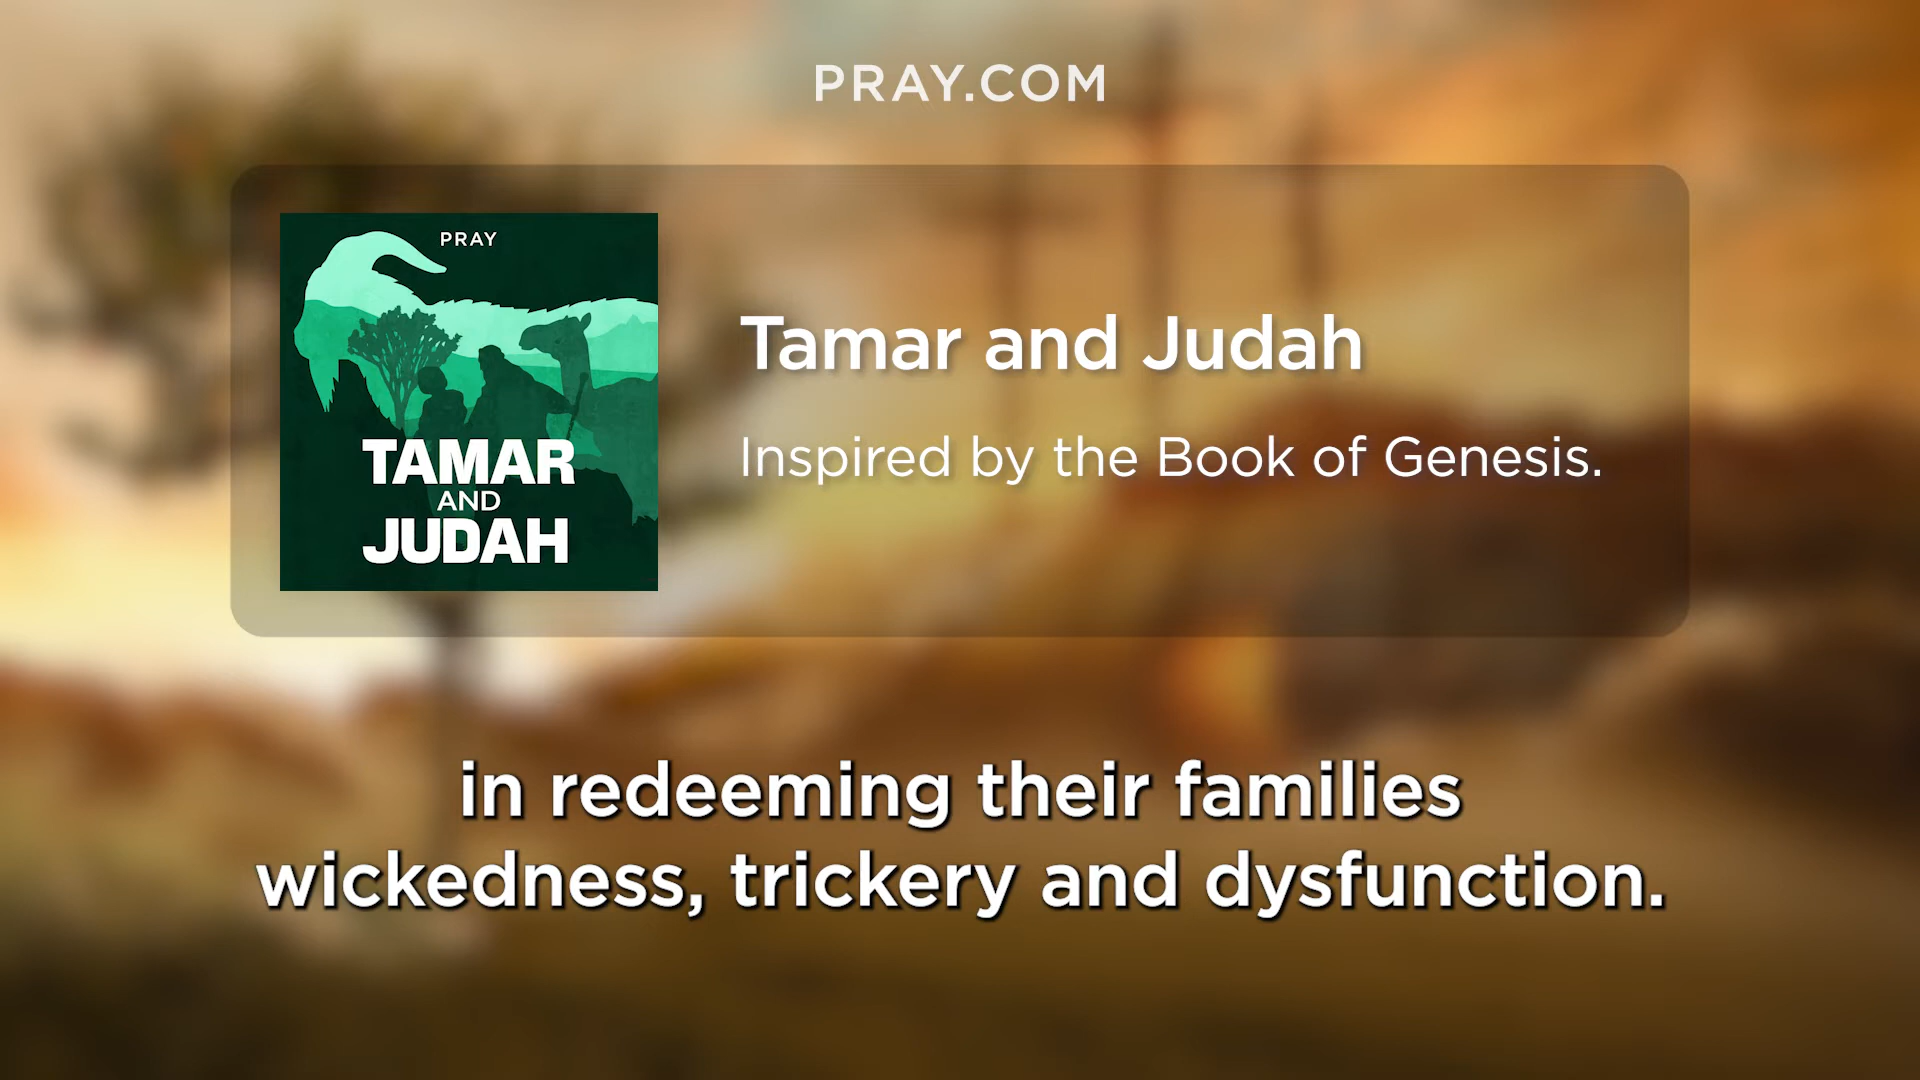 PRAY.COM
PRAY
TAMAR
AND
JUDAH
Tamar and Judah
Inspired by the Book of Genesis.
in redeeming their families
wickedness, trickery and dysfunction.